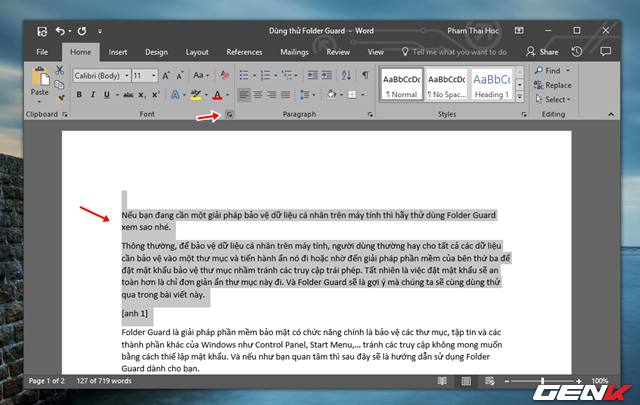 Dùng thử Folder Guard - Word
Pham Thai Hoc
File Home Insert Design Layout References Mailings Review View Tell me what you want to do Share
Paste
Calibri (Body) 11
Aa
B I U abc x₂ x²
A ab A
AaBbCcDc AaBbCcDc AaBbCc
¶ Normal ¶ No Spac... Heading 1
Find
Replace
Select
Clipboard Font Paragraph Styles Editing
Nếu bạn đang cần một giải pháp bảo vệ dữ liệu cá nhân trên máy tính thì hãy thử dùng Folder Guard
xem sao nhé.
Thông thường, để bảo vệ dữ liệu cá nhân trên máy tính, người dùng thường hay cho tất cả các dữ liệu
cần bảo vệ vào một thư mục và tiến hành ẩn nó đi hoặc nhờ đến giải pháp phần mềm của bên thứ ba để
đặt mật khẩu bảo vệ thư mục nhằm tránh các truy cập trái phép. Tất nhiên là việc đặt mật khẩu sẽ an
toàn hơn là chỉ đơn giản ẩn thư mục này đi. Và Folder Guard sẽ là gợi ý mà chúng ta sẽ cùng dùng thử
qua trong bài viết này.
[anh 1]
Folder Guard là giải pháp phần mềm bảo mật có chức năng chính là bảo vệ các thư mục, tập tin và các
thành phần khác của Windows như Control Panel, Start Menu,... tránh các truy cập không mong muốn
bằng cách thiết lập mật khẩu. Và nếu như bạn quan tâm thì sau đây sẽ là hướng dẫn sử dụng Folder
Guard dành cho bạn.
Page 1 of 2 127 of 719 words 100%
GENK